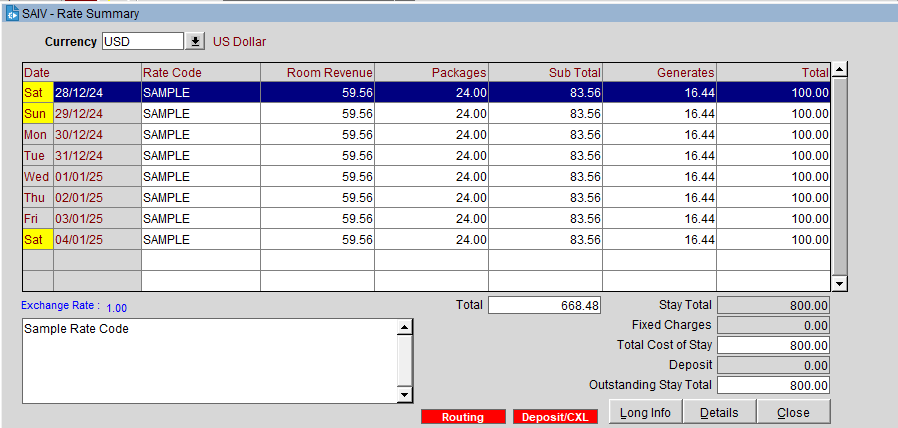 SAIV - Rate Summary
Currency USD US Dollar
Date Rate Code Room Revenue Packages Sub Total Generates Total
Sat 28/12/24 SAMPLE 59.56 24.00 83.56 16.44 100.00
Sun 29/12/24 SAMPLE 59.56 24.00 83.56 16.44 100.00
Mon 30/12/24 SAMPLE 59.56 24.00 83.56 16.44 100.00
Tue 31/12/24 SAMPLE 59.56 24.00 83.56 16.44 100.00
Wed 01/01/25 SAMPLE 59.56 24.00 83.56 16.44 100.00
Thu 02/01/25 SAMPLE 59.56 24.00 83.56 16.44 100.00
Fri 03/01/25 SAMPLE 59.56 24.00 83.56 16.44 100.00
Sat 04/01/25 SAMPLE 59.56 24.00 83.56 16.44 100.00
Exchange Rate : 1.00 Total 668.48 Stay Total 800.00
Sample Rate Code Fixed Charges 0.00
Total Cost of Stay 800.00
Deposit 0.00
Outstanding Stay Total 800.00
Routing Deposit/CXL Long Info Details Close